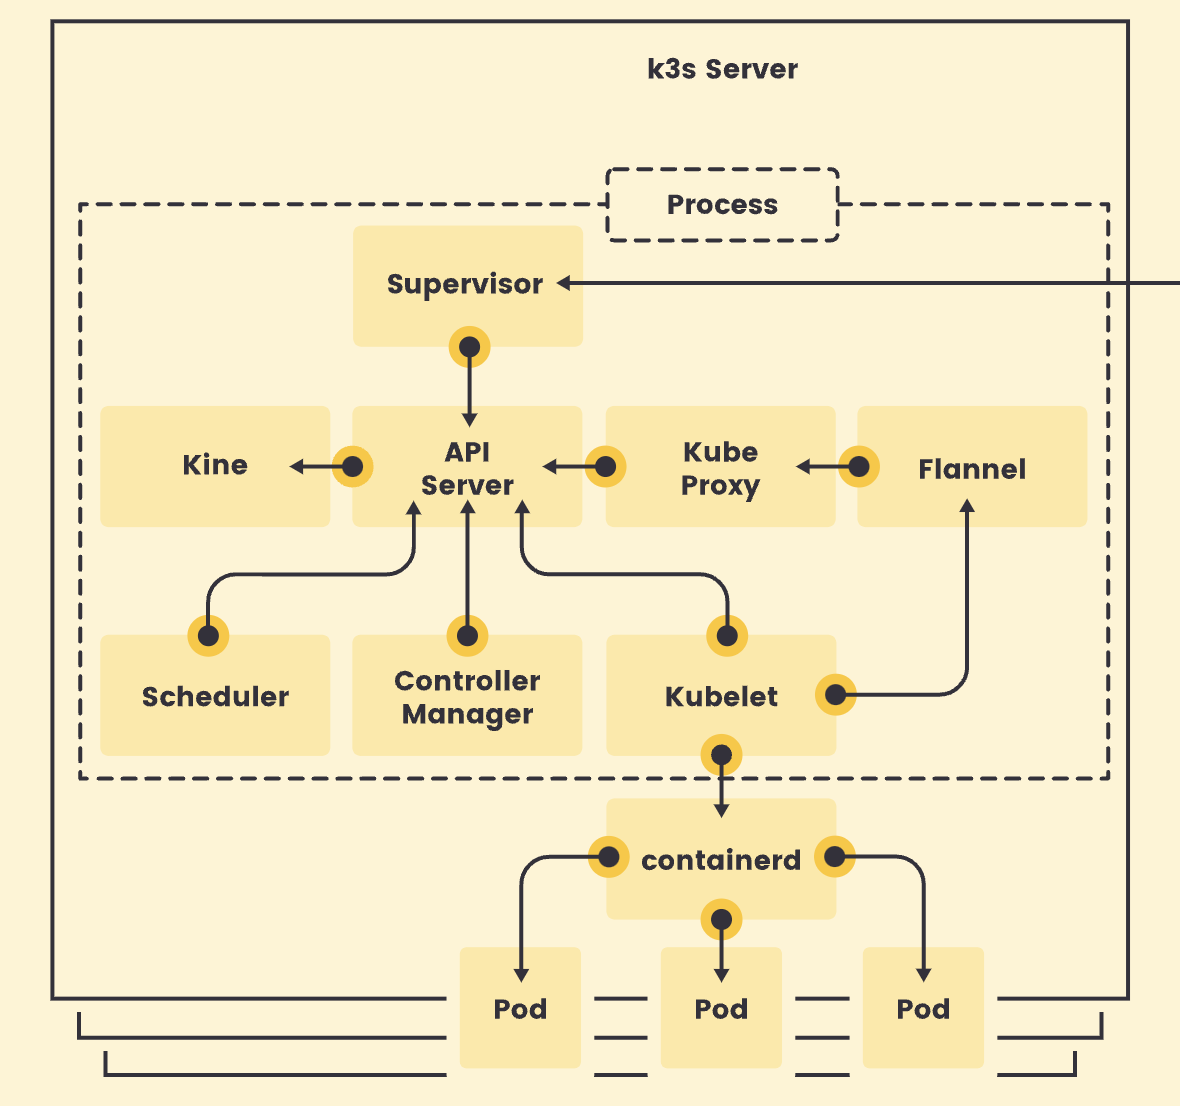 k3s Server
Process
Supervisor
Kine
API
Server
Kube
Proxy
Flannel
Scheduler
Controller
Manager
Kubelet
containerd
Pod
Pod
Pod